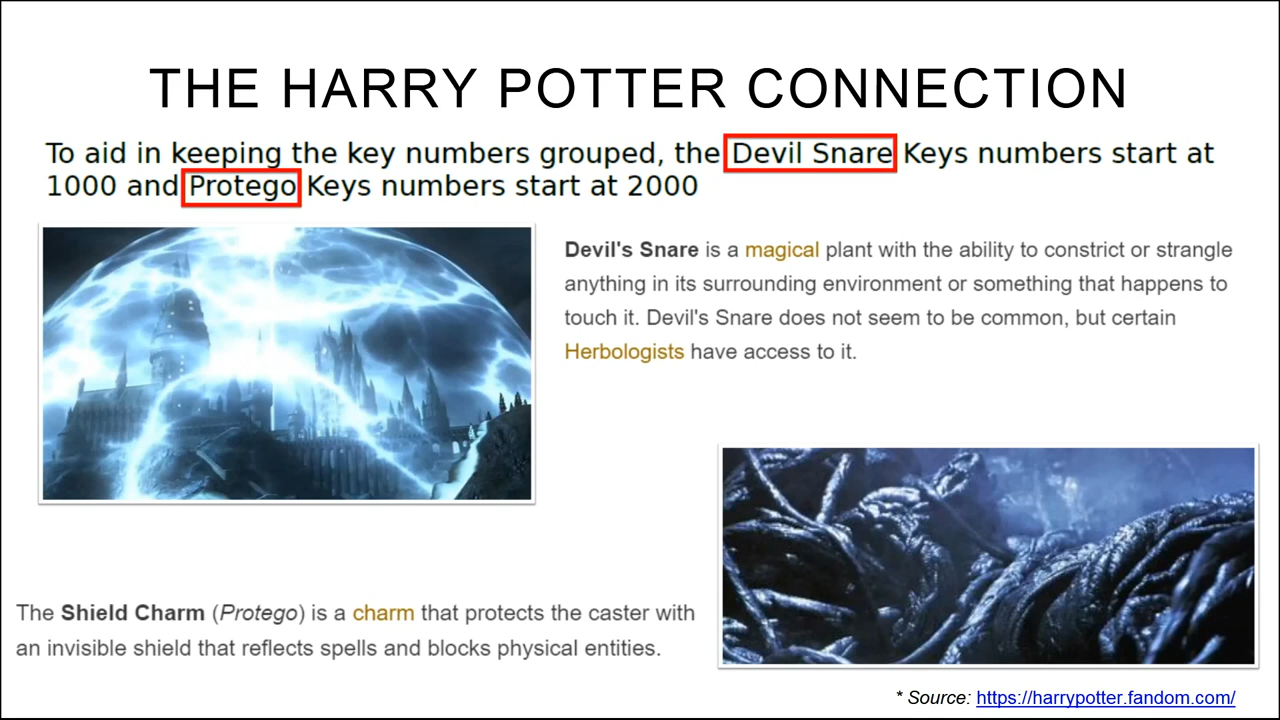 THE HARRY POTTER CONNECTION
To aid in keeping the key numbers grouped, the Devil Snare Keys numbers start at
1000 and Protego Keys numbers start at 2000
Devil's Snare is a magical plant with the ability to constrict or strangle
anything in its surrounding environment or something that happens to
touch it. Devil's Snare does not seem to be common, but certain
Herbologists have access to it.
The Shield Charm (Protego) is a charm that protects the caster with
an invisible shield that reflects spells and blocks physical entities.
* Source: https://harrypotter.fandom.com/